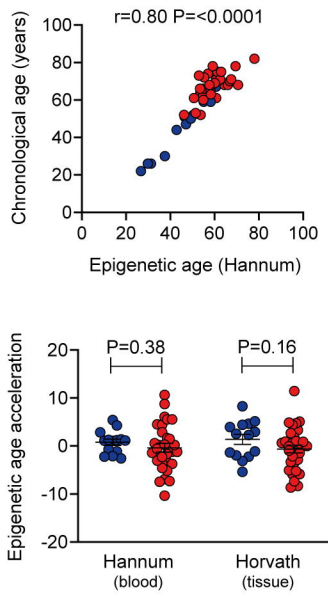 r=0.80 P=<0.0001
Chronological age (years)
100
80
60
40
20
0
0 20 40 60 80 100
Epigenetic age (Hannum)
Epigenetic age acceleration
P=0.38 P=0.16
20
10
0
-10
-20
Hannum Horvath
(blood) (tissue)